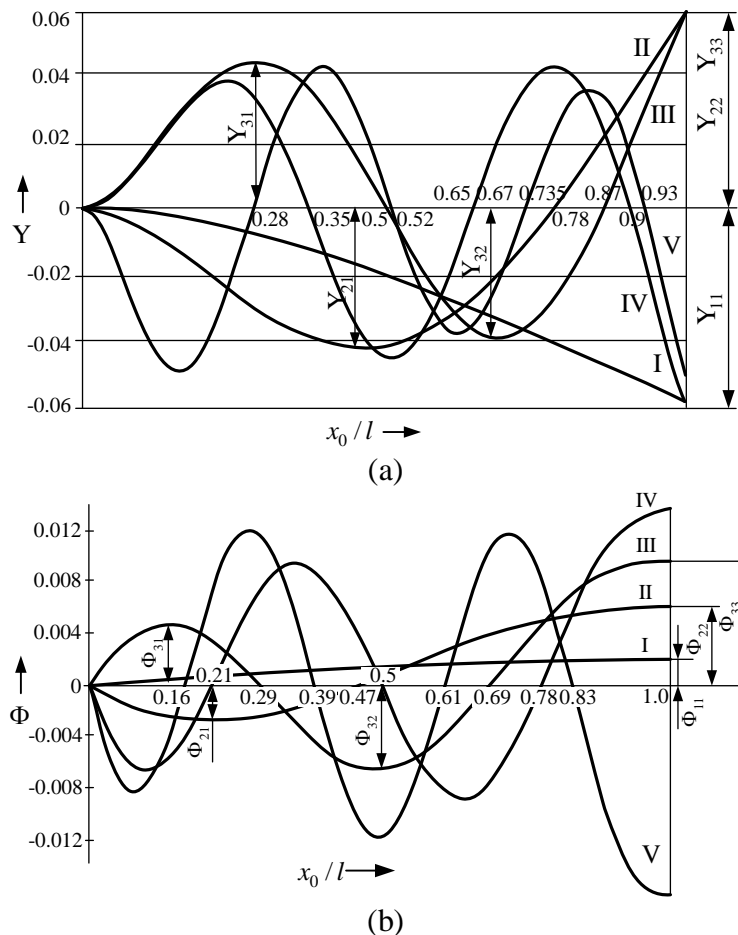 0.06
0.04
0.02
0
-0.02
-0.04
-0.06
Y
II
III
V
IV
I
Y33
Y22
Y11
Y31
Y21
Y32
0.65 0.67 0.735 0.87 0.93
0.28 0.35 0.5 0.52 0.78 0.9
x0/l
(a)
0.012
0.008
0.004
0
-0.004
-0.008
-0.012
Φ
IV
III
II
I
V
Φ33
Φ22
Φ11
Φ31
Φ21
Φ32
0.21 0.5
0.16 0.29 0.39 0.47 0.61 0.69 0.78 0.83 1.0
x0/l
(b)